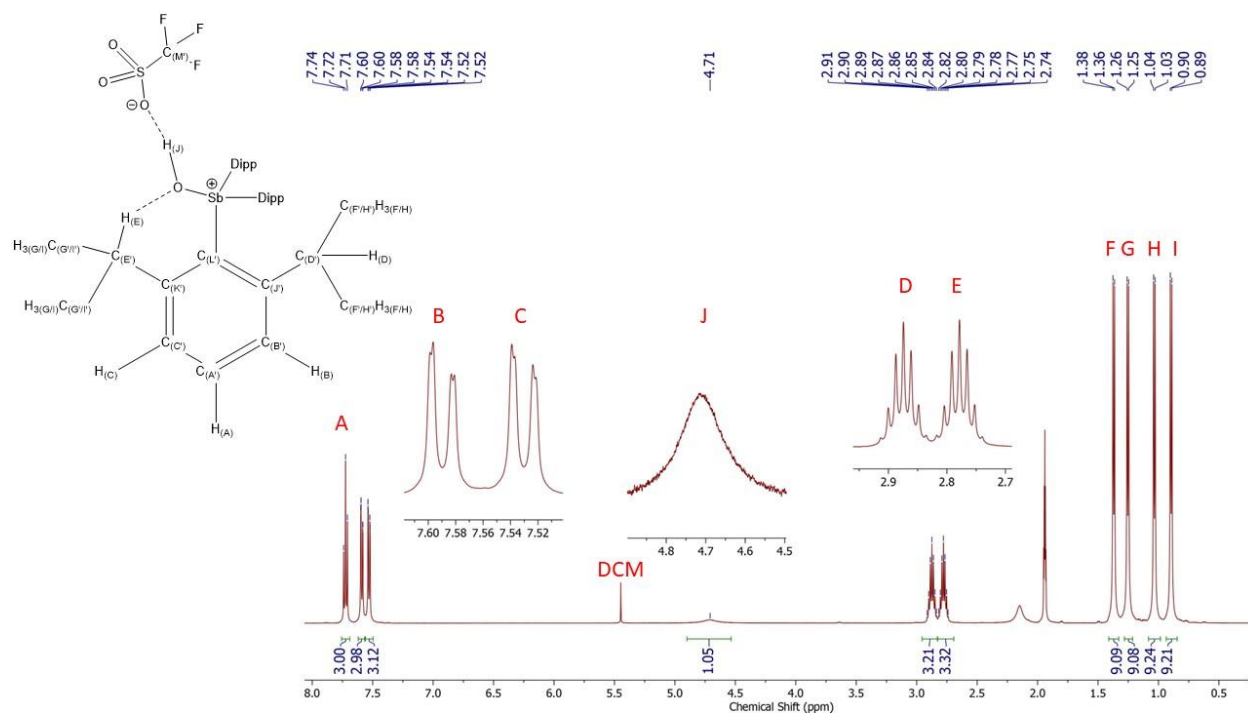 F
F
F
C(M')
O
S
O
O
⊖
H(J)
Dipp
O
⊕
Sb
Dipp
H(E)
C(F'/H')H3(F/H)
H3(G/I)C(G'/I')
C(E')
C(L')
C(D')
H(D)
H3(G/I)C(G'/I')
C(K')
C(J')
C(F'/H')H3(F/H)
C(C')
C(B')
H(C)
C(A')
H(B)
H(A)
7.74
7.72
7.71
7.60
7.60
7.58
7.58
7.54
7.54
7.52
7.52
4.71
2.91
2.90
2.89
2.87
2.86
2.85
2.84
2.82
2.80
2.79
2.78
2.77
2.75
2.74
1.38
1.36
1.26
1.25
1.04
1.03
0.90
0.89
A
B
C
7.60 7.58 7.56 7.54 7.52
DCM
J
4.8 4.7 4.6 4.5
D
E
2.9 2.8 2.7
F
G
H
I
3.00
2.98
3.12
1.05
3.21
3.32
9.09
9.08
9.24
9.21
8.0 7.5 7.0 6.5 6.0 5.5 5.0 4.5 4.0 3.5 3.0 2.5 2.0 1.5 1.0 0.5
Chemical Shift (ppm)